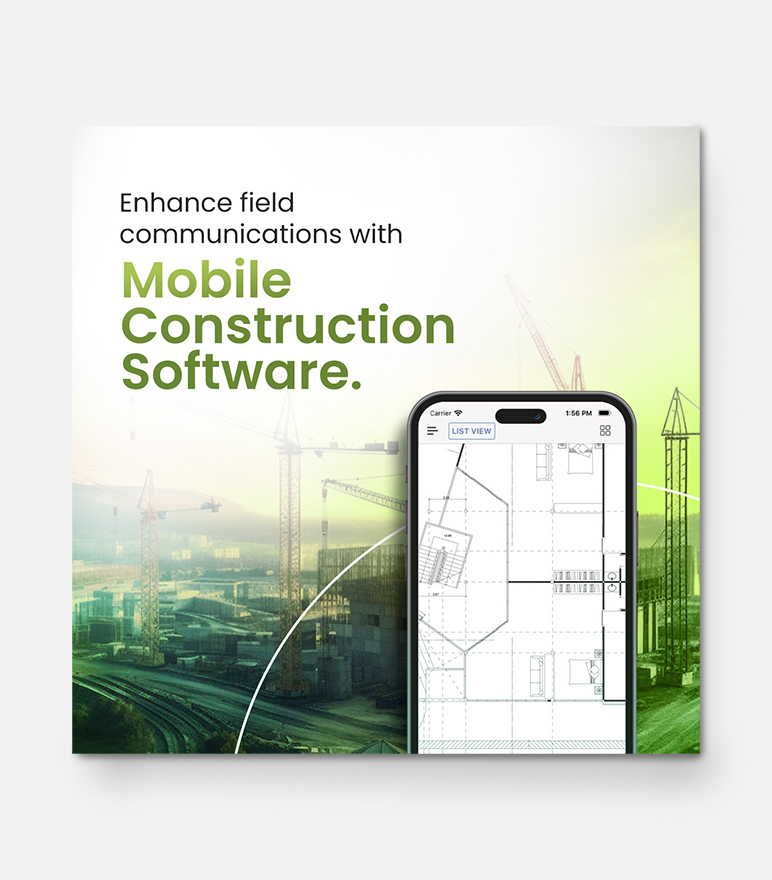 Enhance field
communications with
Mobile
Construction
Software.
Carrier 1:56 PM
LIST VIEW